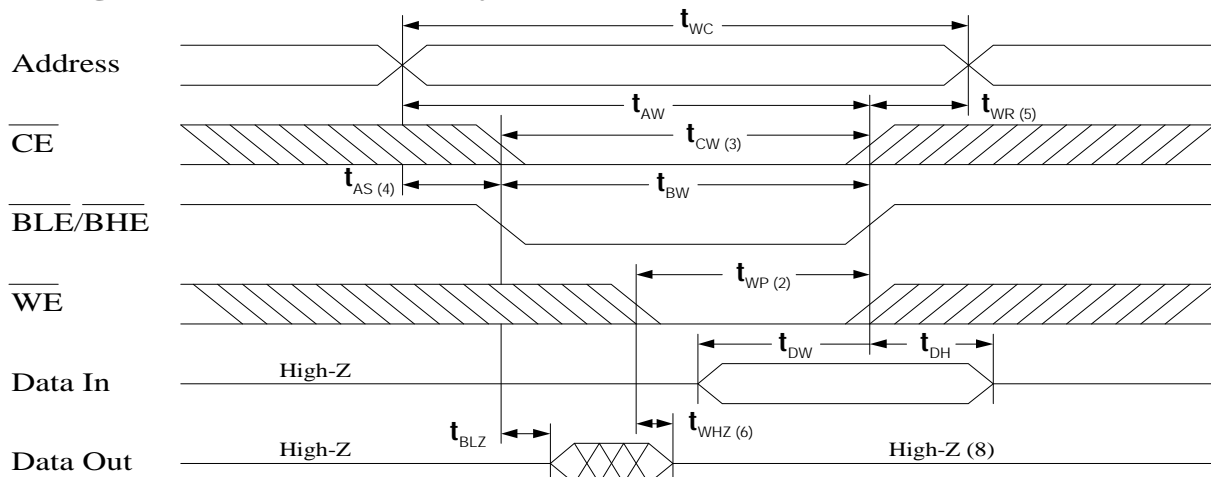 tWC
Address
tAW
tWR (5)
CE
tCW (3)
tAS (4)
tBW
BLE/BHE
tWP (2)
WE
tDW
tDH
Data In
High-Z
tBLZ
tWHZ (6)
Data Out
High-Z
High-Z (8)